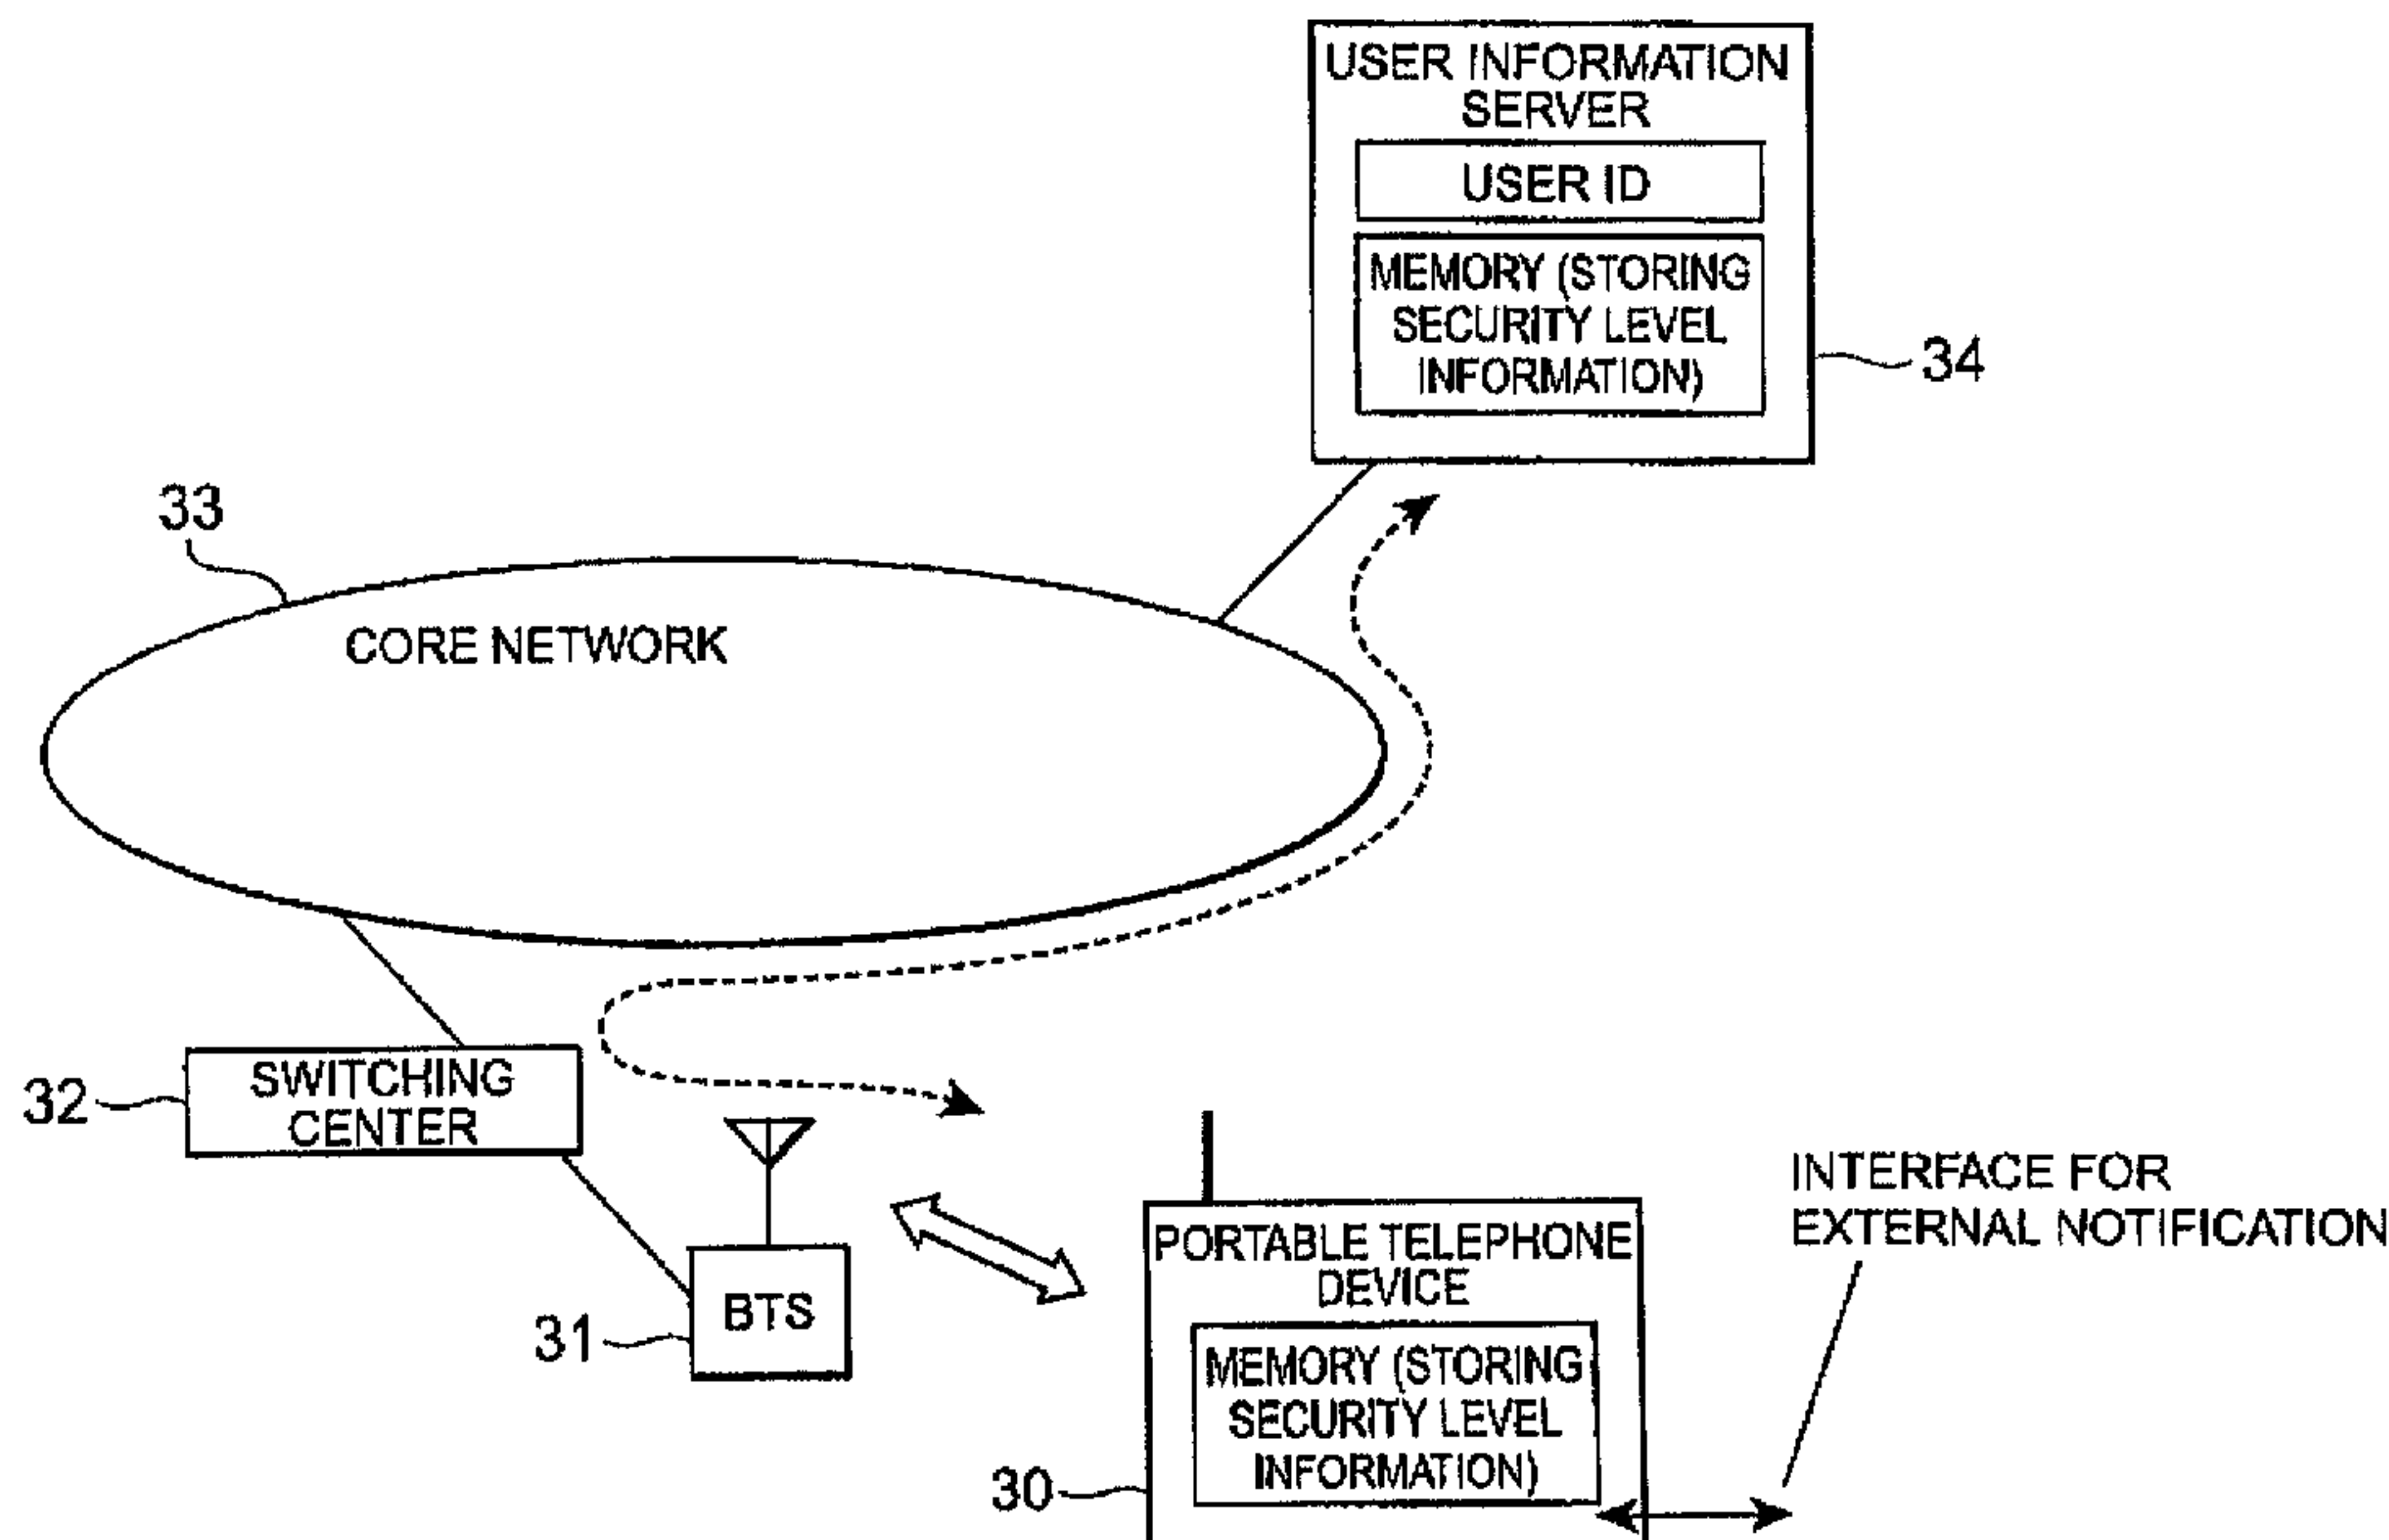 USER INFORMATION
SERVER
USER ID
MEMORY (STORING
SECURITY LEVEL
INFORMATION)
34
33
CORE NETWORK
32
SWITCHING
CENTER
INTERFACE FOR
EXTERNAL NOTIFICATION
PORTABLE TELEPHONE
DEVICE
31
BTS
MEMORY (STORING
SECURITY LEVEL
INFORMATION)
30